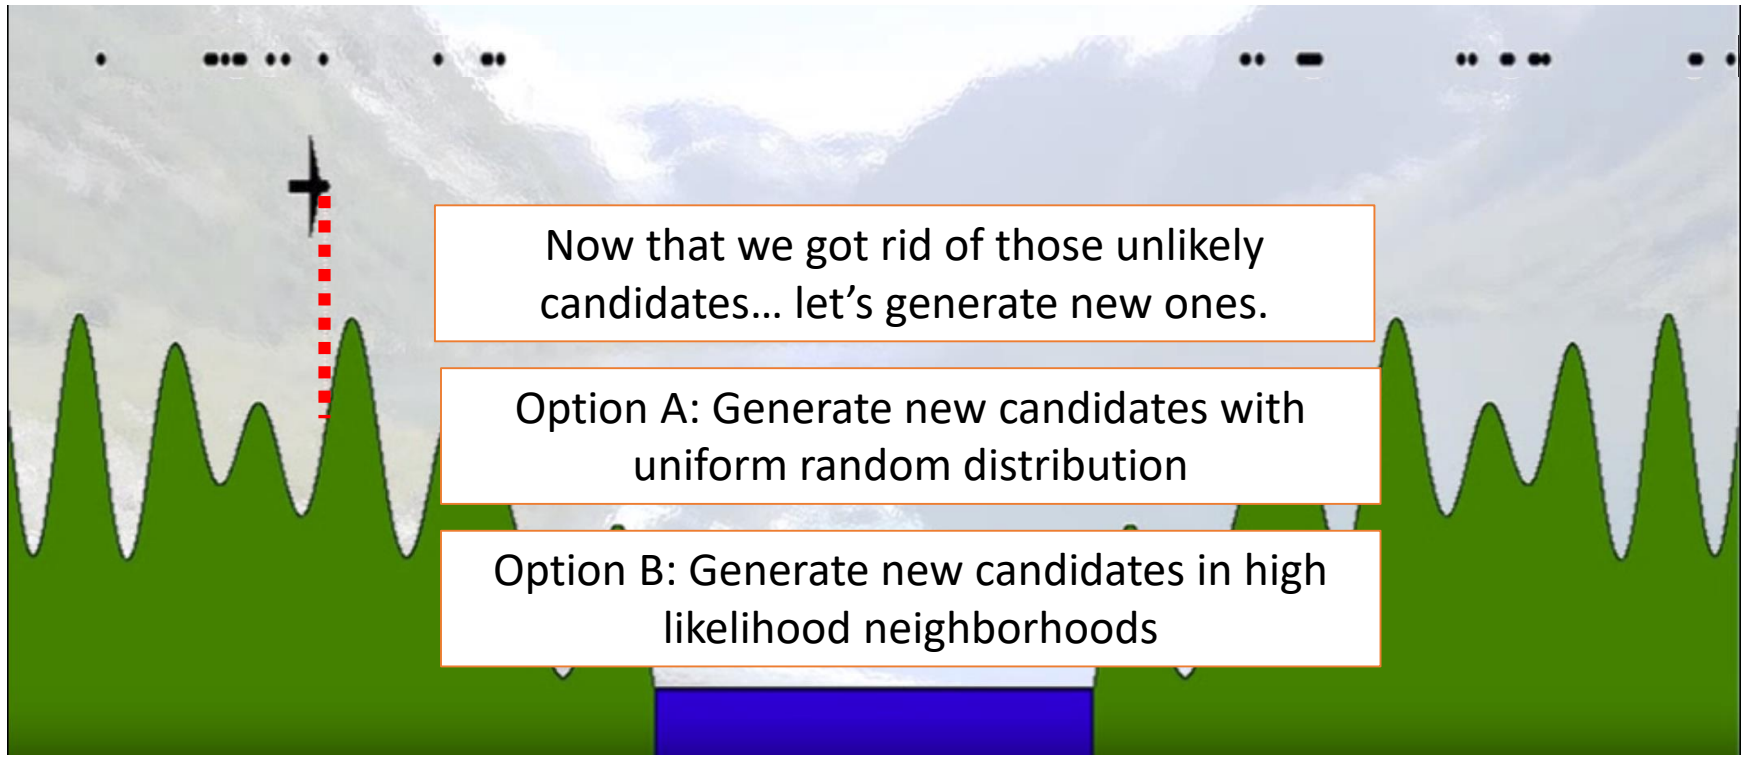 Now that we got rid of those unlikely
candidates… let’s generate new ones.
Option A: Generate new candidates with
uniform random distribution
Option B: Generate new candidates in high
likelihood neighborhoods